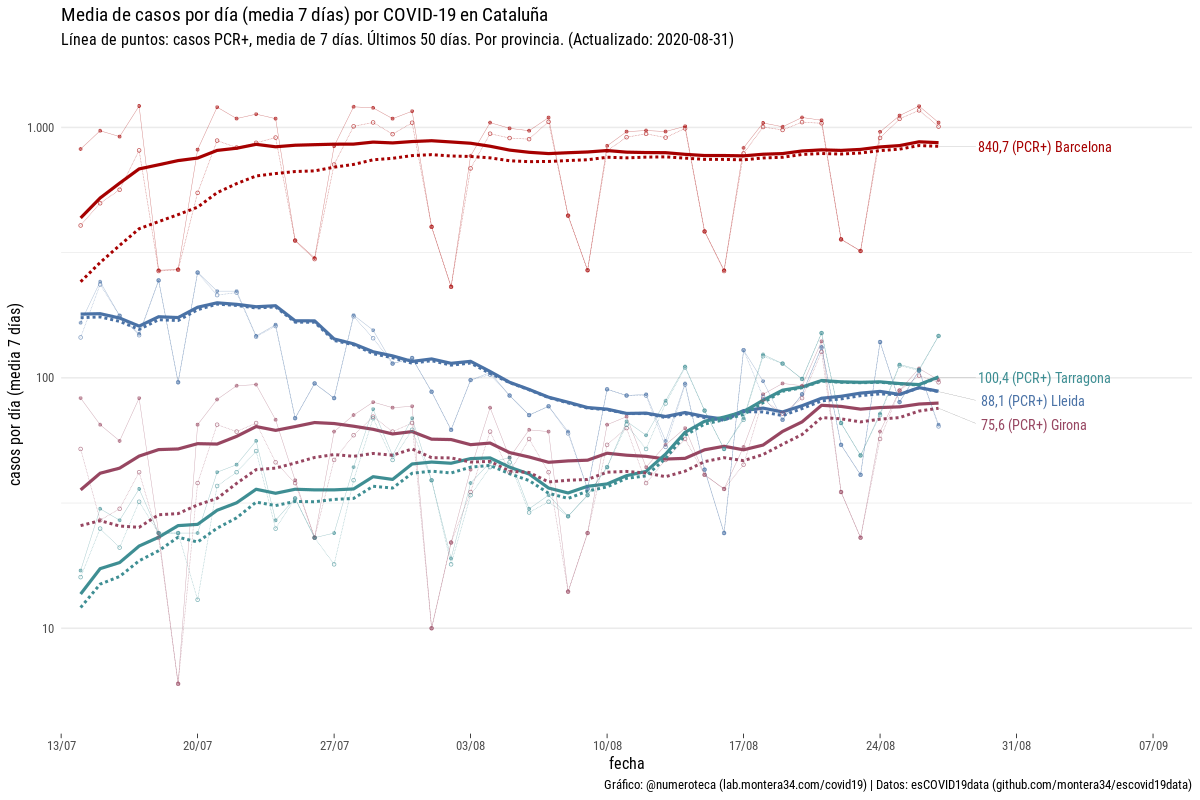 Media de casos por día (media 7 días) por COVID-19 en Cataluña
Línea de puntos: casos PCR+, media de 7 días. Últimos 50 días. Por provincia. (Actualizado: 2020-08-31)
casos por día (media 7 días)
1.000
100
10
840,7 (PCR+) Barcelona
100,4 (PCR+) Tarragona
88,1 (PCR+) Lleida
75,6 (PCR+) Girona
13/07 20/07 27/07 03/08 10/08 17/08 24/08 31/08 07/09
fecha
Gráfico: @numeroteca (lab.montera34.com/covid19) | Datos: esCOVID19data (github.com/montera34/escovid19data)